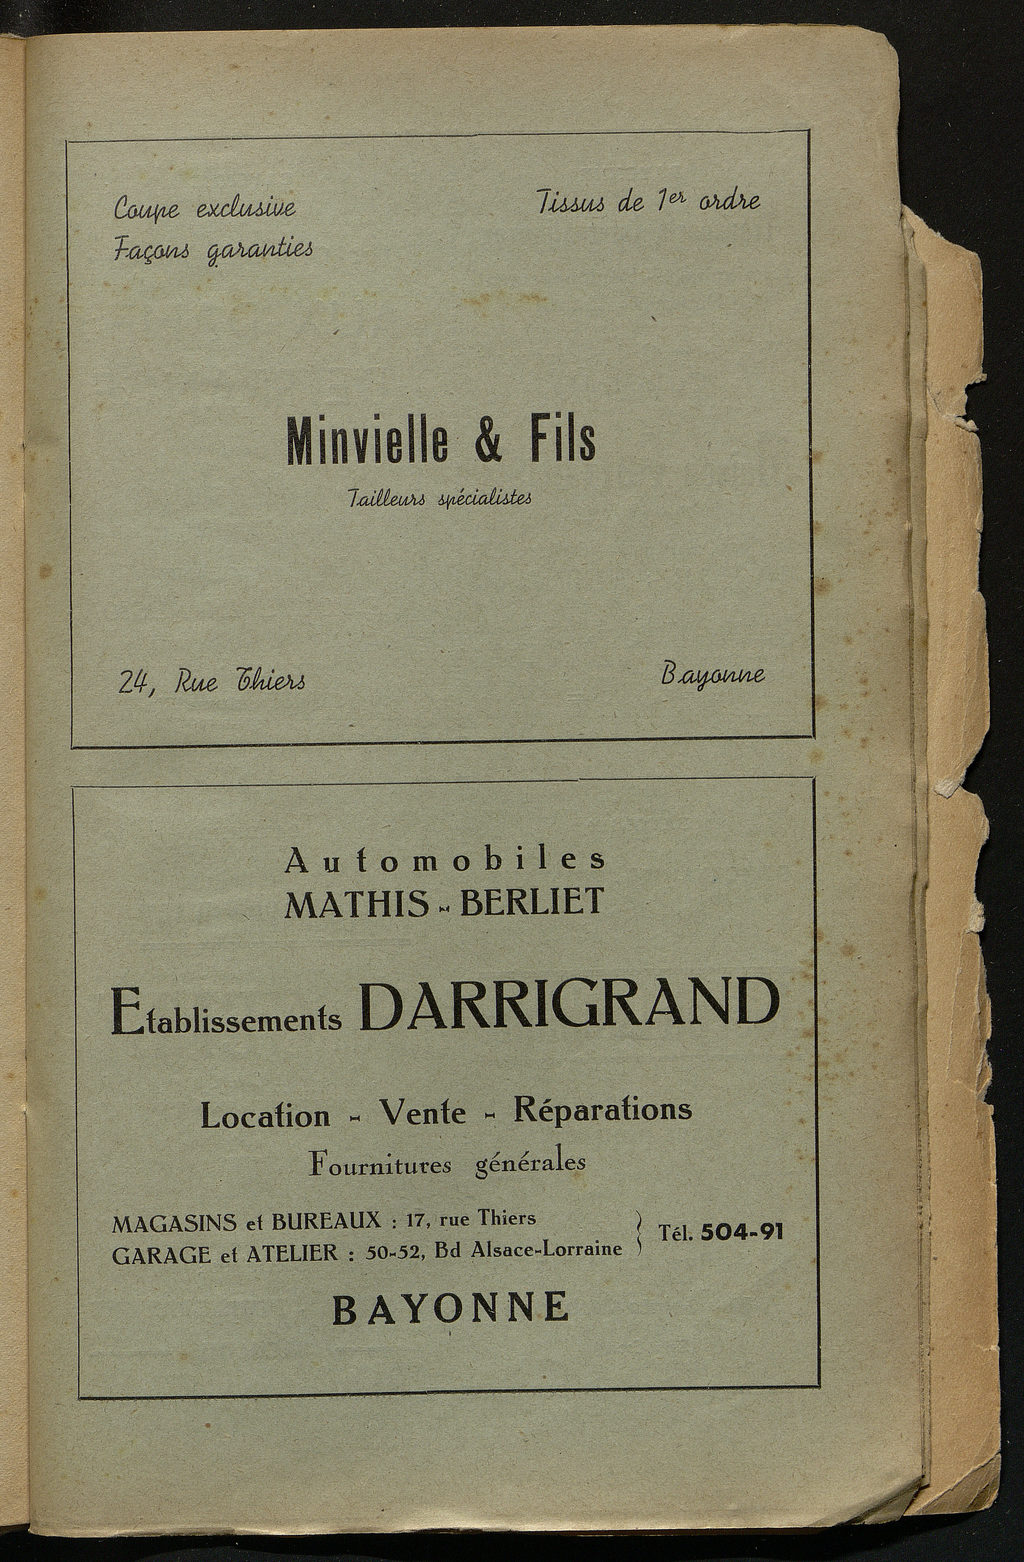 Coupe exclusive
Tissus de 1er ordre
Façons garanties
Minvielle & Fils
Tailleurs spécialistes
24, Rue Thiers
Bayonne
Automobiles
MATHIS - BERLIET
Etablissements DARRIGRAND
Location - Vente - Réparations
Fournitures générales
MAGASINS et BUREAUX : 17, rue Thiers
GARAGE et ATELIER : 50-52, Bd Alsace-Lorraine
} Tél. 504-91
BAYONNE